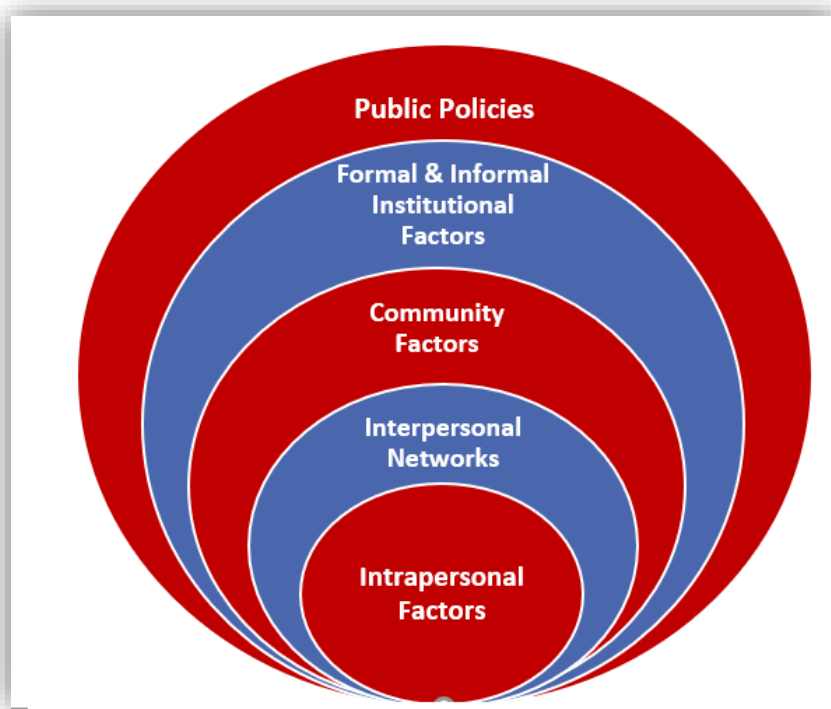 Public Policies
Formal & Informal
Institutional
Factors
Community
Factors
Interpersonal
Networks
Intrapersonal
Factors